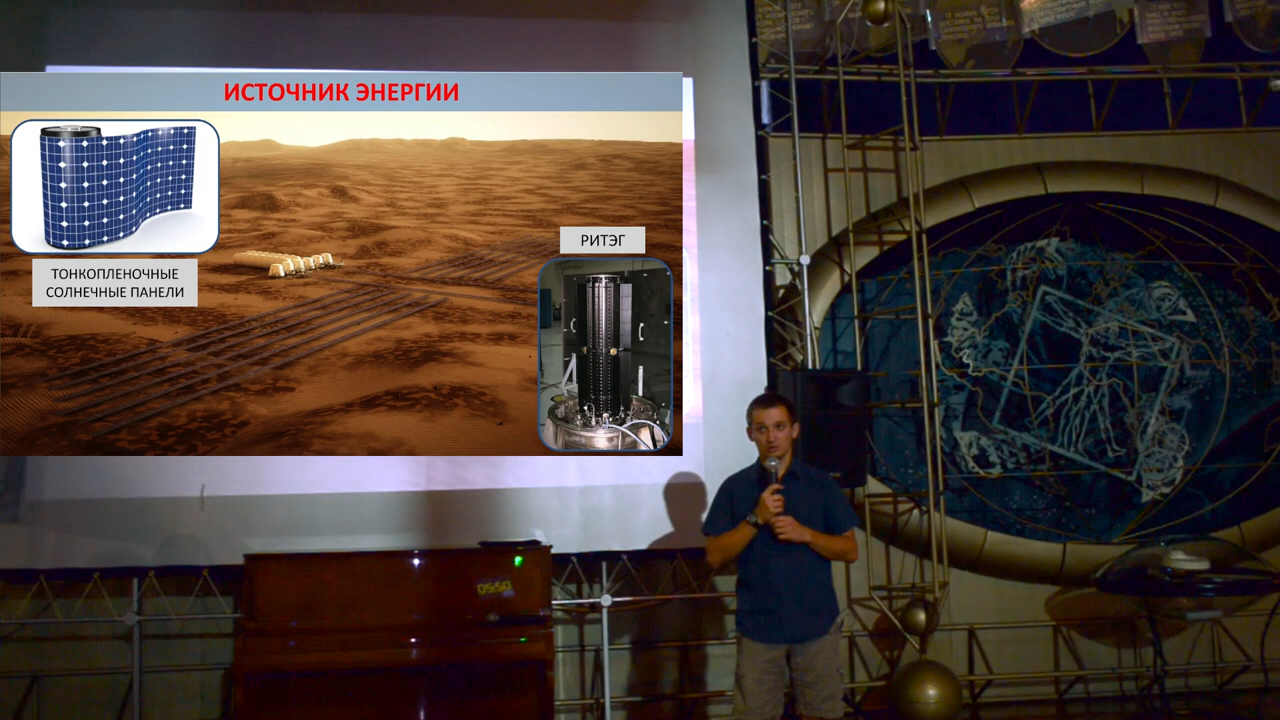 ИСТОЧНИК ЭНЕРГИИ
ТОНКОПЛЕНОЧНЫЕ
СОЛНЕЧНЫЕ ПАНЕЛИ
РИТЭГ